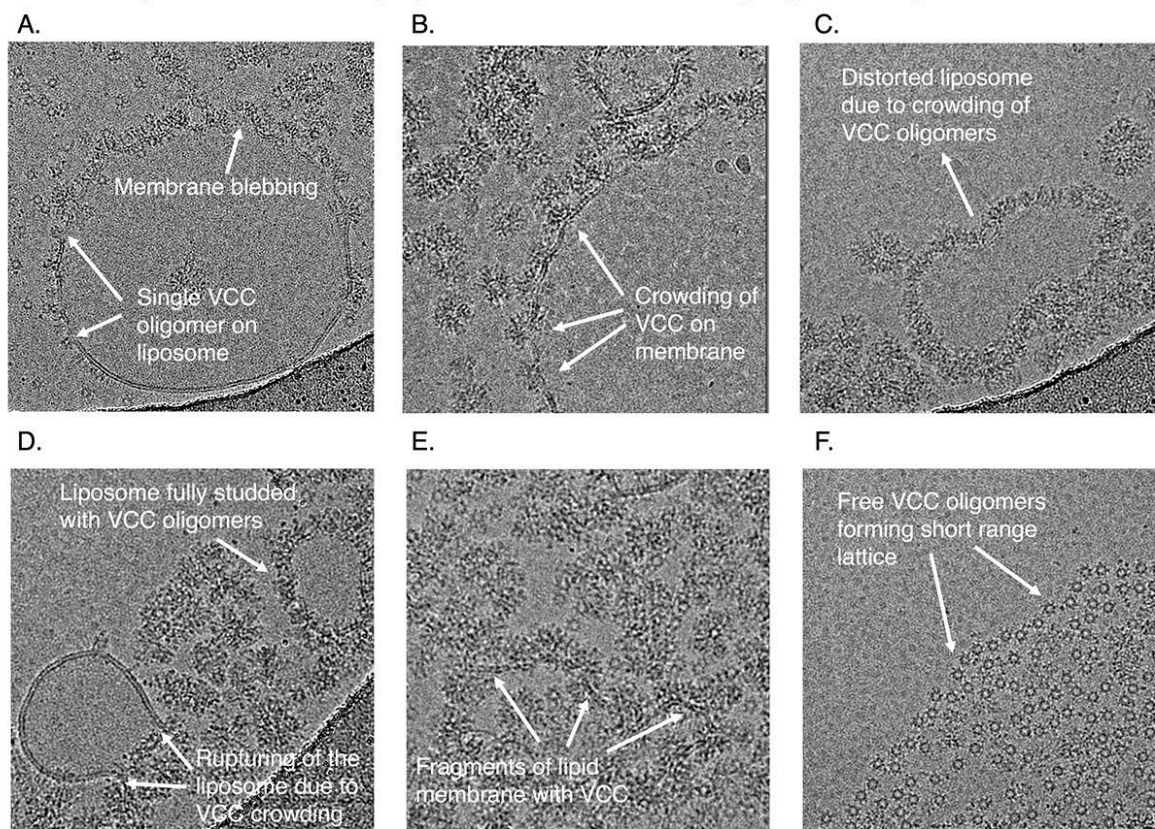 A.
Membrane blebbing
Single VCC
oligomer on
liposome
B.
Crowding of
VCC on
membrane
C.
Distorted liposome
due to crowding of
VCC oligomers
D.
Liposome fully studded
with VCC oligomers
Rupturing of the
liposome due to
VCC crowding
E.
Fragments of lipid
membrane with VCC
F.
Free VCC oligomers
forming short range
lattice